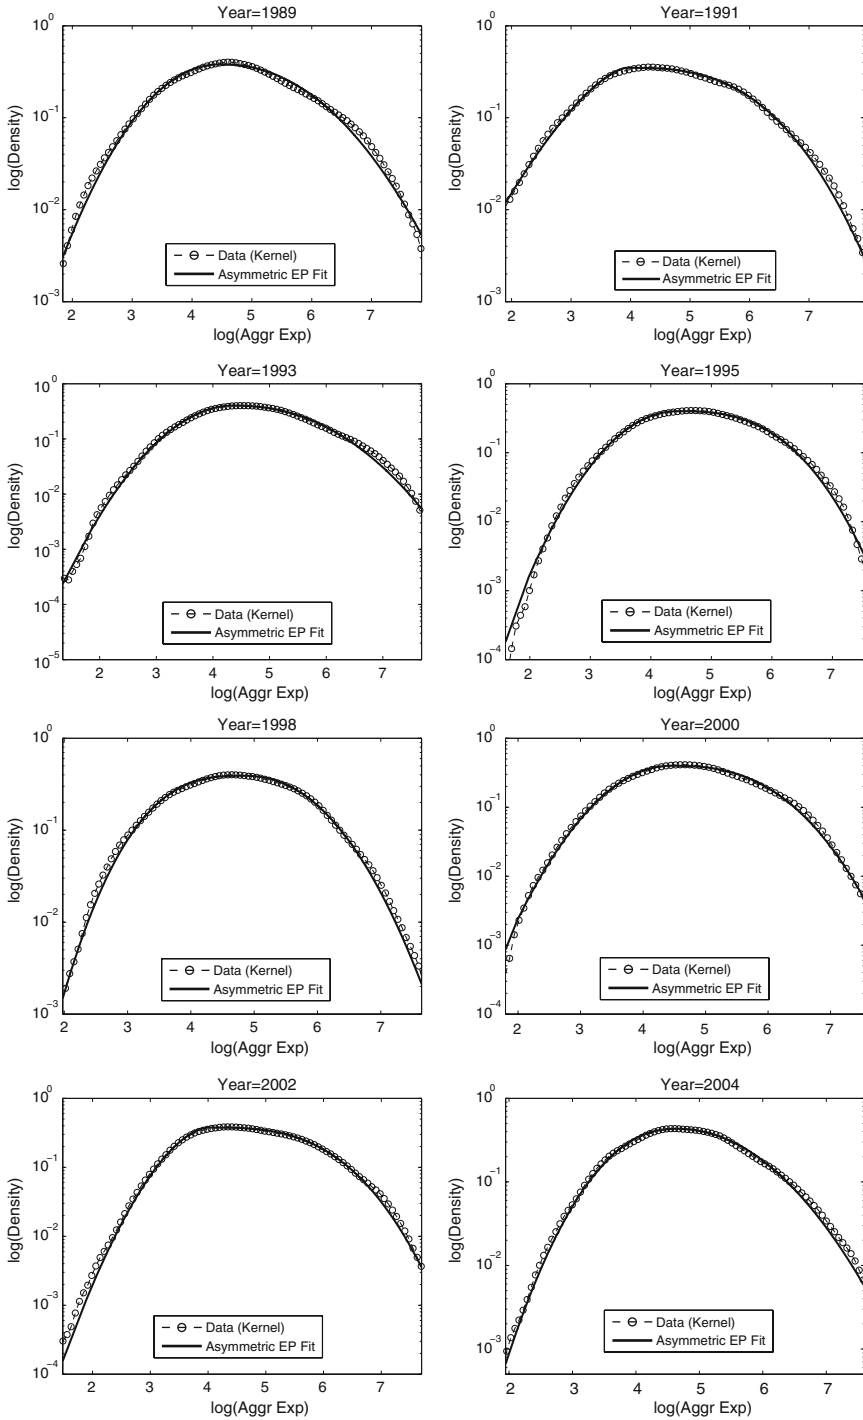 Year=1989
10^0
10^-1
10^-2
10^-3
log(Density)
Data (Kernel)
Asymmetric EP Fit
2 3 4 5 6 7
log(Aggr Exp)
Year=1991
10^0
10^-1
10^-2
10^-3
log(Density)
Data (Kernel)
Asymmetric EP Fit
2 3 4 5 6 7
log(Aggr Exp)
Year=1993
10^0
10^-1
10^-2
10^-3
10^-4
10^-5
log(Density)
Data (Kernel)
Asymmetric EP Fit
2 3 4 5 6 7
log(Aggr Exp)
Year=1995
10^0
10^-1
10^-2
10^-3
10^-4
log(Density)
Data (Kernel)
Asymmetric EP Fit
2 3 4 5 6 7
log(Aggr Exp)
Year=1998
10^0
10^-1
10^-2
10^-3
log(Density)
Data (Kernel)
Asymmetric EP Fit
2 3 4 5 6 7
log(Aggr Exp)
Year=2000
10^0
10^-1
10^-2
10^-3
10^-4
log(Density)
Data (Kernel)
Asymmetric EP Fit
2 3 4 5 6 7
log(Aggr Exp)
Year=2002
10^0
10^-1
10^-2
10^-3
10^-4
log(Density)
Data (Kernel)
Asymmetric EP Fit
2 3 4 5 6 7
log(Aggr Exp)
Year=2004
10^0
10^-1
10^-2
10^-3
log(Density)
Data (Kernel)
Asymmetric EP Fit
2 3 4 5 6 7
log(Aggr Exp)